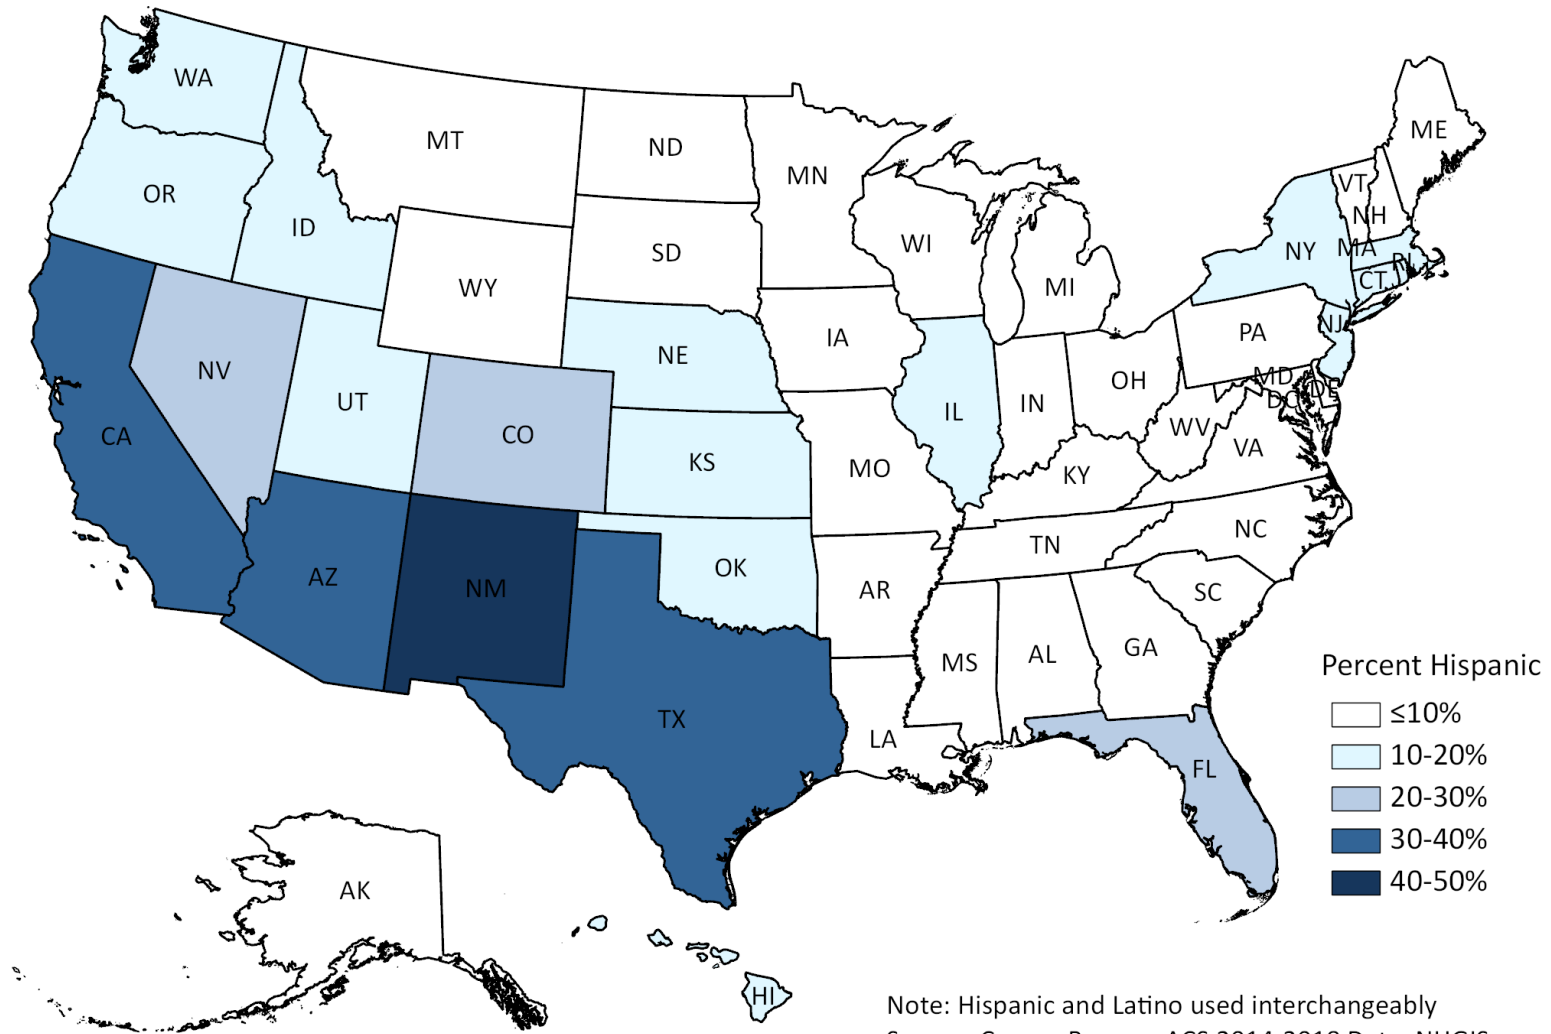 WA
MT
ND
MN
ME
OR
ID
SD
WI
VT
NH
NY
MA
RI
WY
MI
CT
NV
UT
NE
IA
PA
NJ
CO
IL
IN
OH
MD
DE
DC
CA
KS
MO
KY
WV
VA
AZ
NM
OK
AR
TN
NC
SC
TX
LA
MS
AL
GA
FL
AK
HI
Percent Hispanic
≤10%
10-20%
20-30%
30-40%
40-50%
Note: Hispanic and Latino used interchangeably